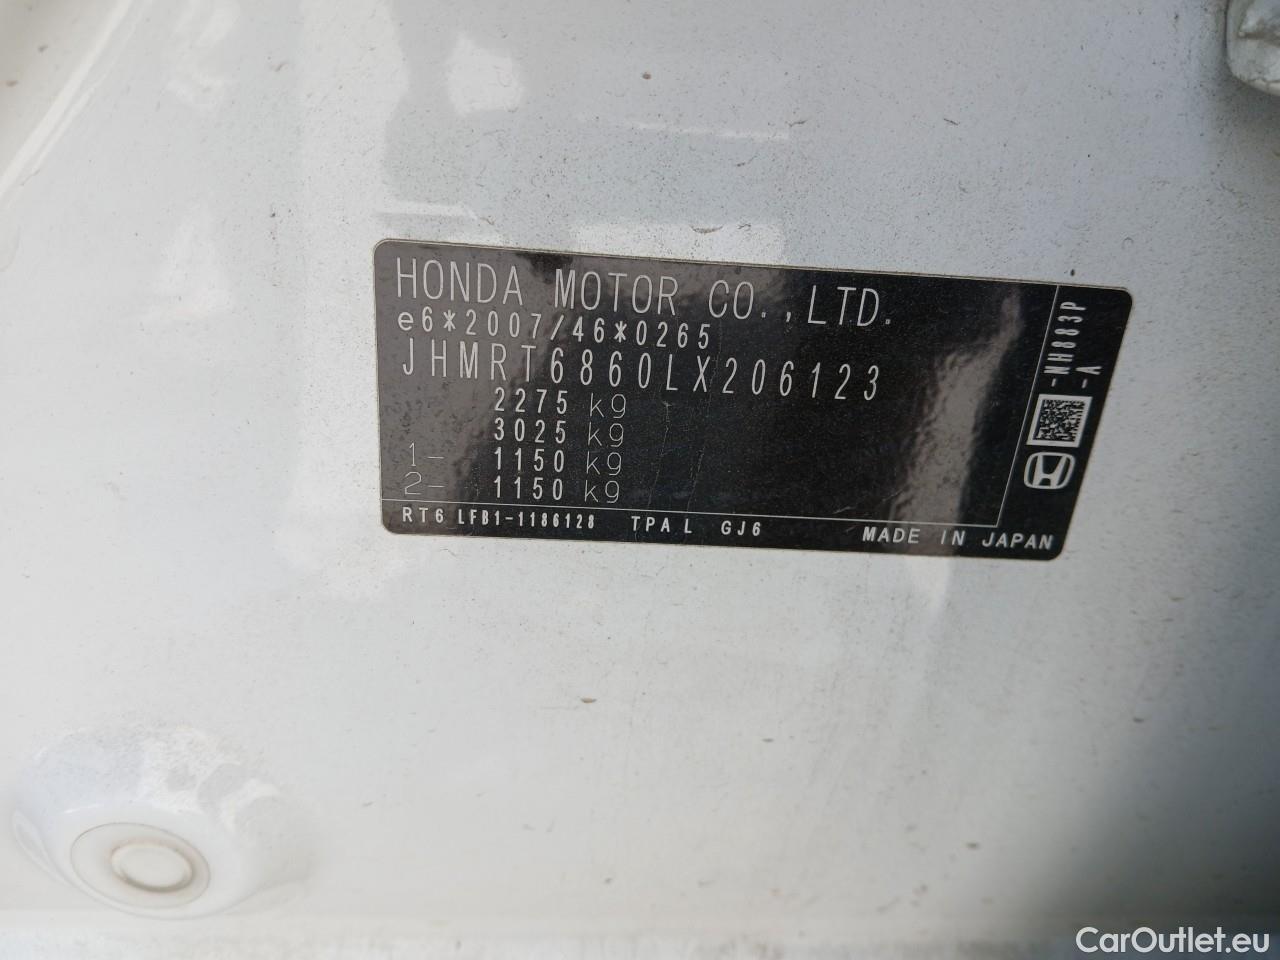 HONDA MOTOR CO.,LTD.
e6*2007/46*0265
JHMRT6860LX206123
2275 kg
3025 kg
1- 1150 kg
2- 1150 kg
RT6 LFB1-1186128 TPA L GJ6 MADE IN JAPAN
-NH883P
-A
CarOutlet.eu